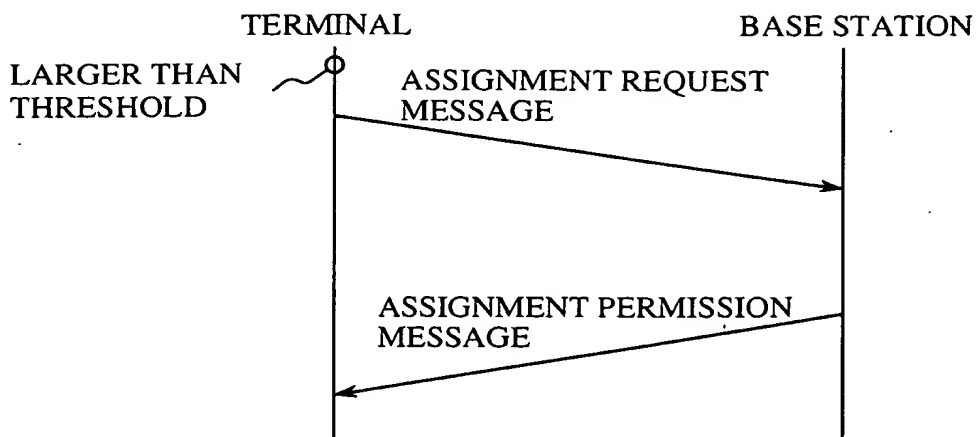 TERMINAL
BASE STATION
LARGER THAN
THRESHOLD
ASSIGNMENT REQUEST
MESSAGE
ASSIGNMENT PERMISSION
MESSAGE